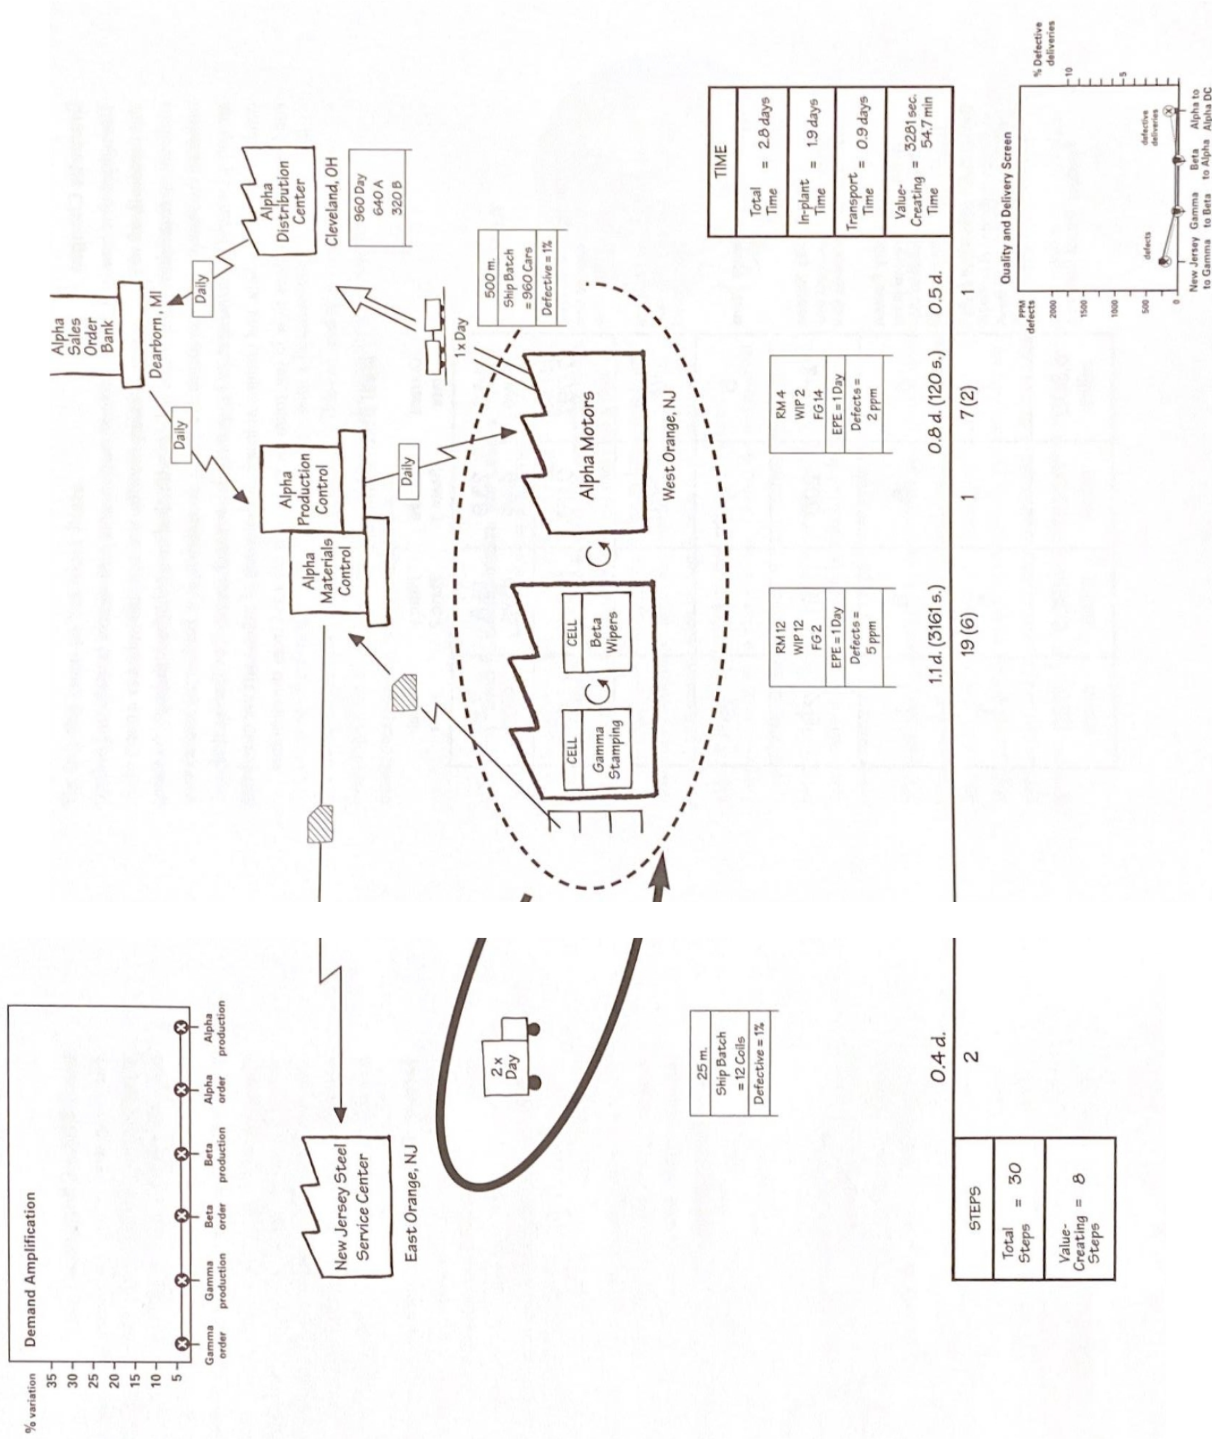 Demand Amplification
% variation
35
30
25
20
15
10
5
Gamma
order
Gamma
production
Beta
order
Beta
production
Alpha
order
Alpha
production
New Jersey Steel
Service Center
East Orange, NJ
2 x
Day
25 m.
Ship Batch
= 12 Coils
Defective = 1%
0.4 d.
2
STEPS
Total
Steps = 30
Value-
Creating = 8
Steps
Alpha
Sales
Order
Bank
Dearborn, MI
Daily
Daily
Alpha
Distribution
Center
Cleveland, OH
960 Day
640 A
320 B
Alpha
Materials
Control
Alpha
Production
Control
Daily
1 x Day
500 m.
Ship Batch
= 960 Cars
Defective = 1%
CELL
Gamma
Stamping
CELL
Beta
Wipers
Alpha Motors
West Orange, NJ
RM 12
WIP 12
FG 2
EPE = 1 Day
Defects =
5 ppm
RM 4
WIP 2
FG 14
EPE = 1 Day
Defects =
2 ppm
1.1 d. (3161 s.)
0.8 d. (120 s.)
0.5 d.
19 (6)
1
7 (2)
1
TIME
Total
Time = 2.8 days
In-plant
Time = 1.9 days
Transport
Time = 0.9 days
Value-
Creating = 3281 sec.
Time 54.7 min
Quality and Delivery Screen
PPM
defects
2000
1500
1000
500
0
% Defective
deliveries
10
5
defects
defective
deliveries
New Jersey
to Gamma
Gamma
to Beta
Beta
to Alpha
Alpha to
Alpha DC